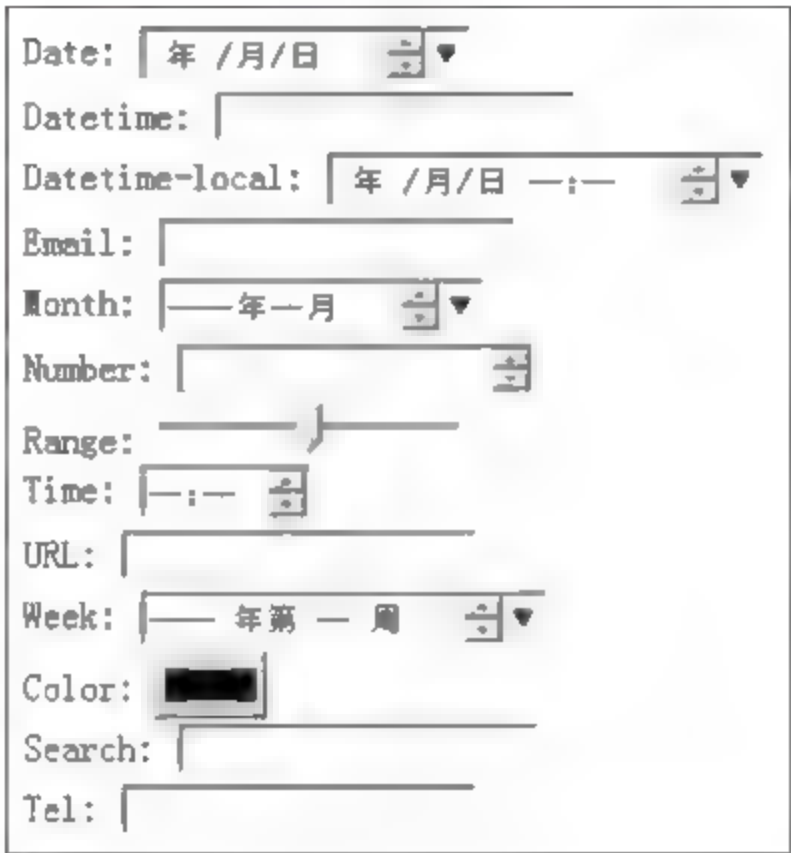 Date: 年 /月/日
Datetime:
Datetime-local: 年 /月/日 —:—
Email:
Month: ——年—月
Number:
Range:
Time: —:—
URL:
Week: —— 年第 — 周
Color:
Search:
Tel: